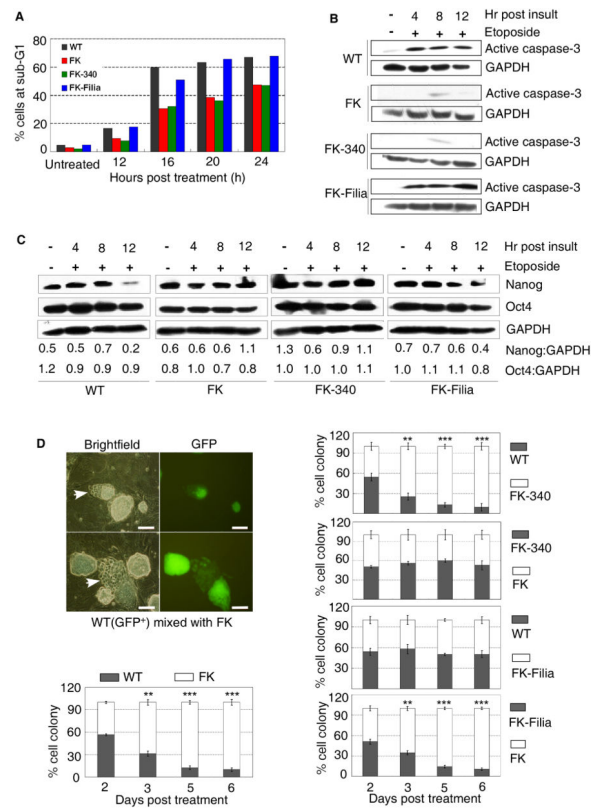 A
% cells at sub-G1
80
60
40
20
0
WT
FK
FK-340
FK-Filia
Untreated 12 16 20 24
Hours post treatment (h)
B
- 4 8 12 Hr post insult
- + + + Etoposide
WT
Active caspase-3
GAPDH
FK
Active caspase-3
GAPDH
FK-340
Active caspase-3
GAPDH
FK-Filia
Active caspase-3
GAPDH
C
- 4 8 12 - 4 8 12 - 4 8 12 - 4 8 12 Hr post insult
- + + + - + + + - + + + - + + + Etoposide
Nanog
Oct4
GAPDH
0.5 0.5 0.7 0.2 0.6 0.6 0.6 1.1 1.3 0.6 0.9 1.1 0.7 0.7 0.6 0.4 Nanog:GAPDH
1.2 0.9 0.9 0.9 0.8 1.0 0.7 0.8 1.0 1.0 1.0 1.1 1.0 1.1 1.1 0.8 Oct4:GAPDH
WT FK FK-340 FK-Filia
D
Brightfield GFP
WT(GFP+) mixed with FK
WT FK
% cell colony
120
90
60
30
0
** *** ***
2 3 5 6
Days post treatment
% cell colony
120
90
60
30
** *** ***
WT
FK-340
% cell colony
120
90
60
30
0
FK-340
FK
% cell colony
120
90
60
30
WT
FK-Filia
% cell colony
120
90
60
30
0
** *** ***
FK-Filia
FK
2 3 5 6
Days post treatment